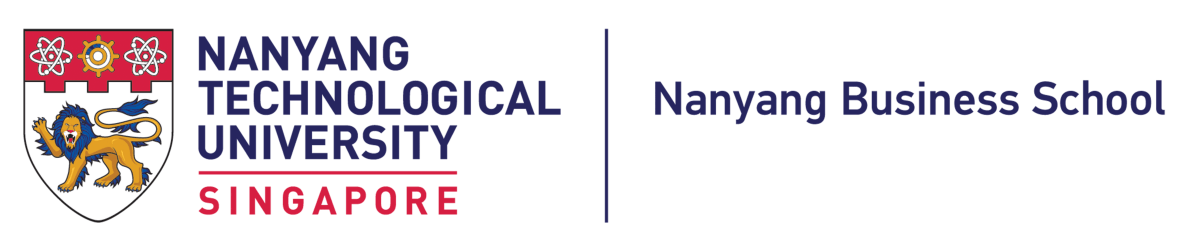 NANYANG
TECHNOLOGICAL
UNIVERSITY
SINGAPORE
Nanyang Business School